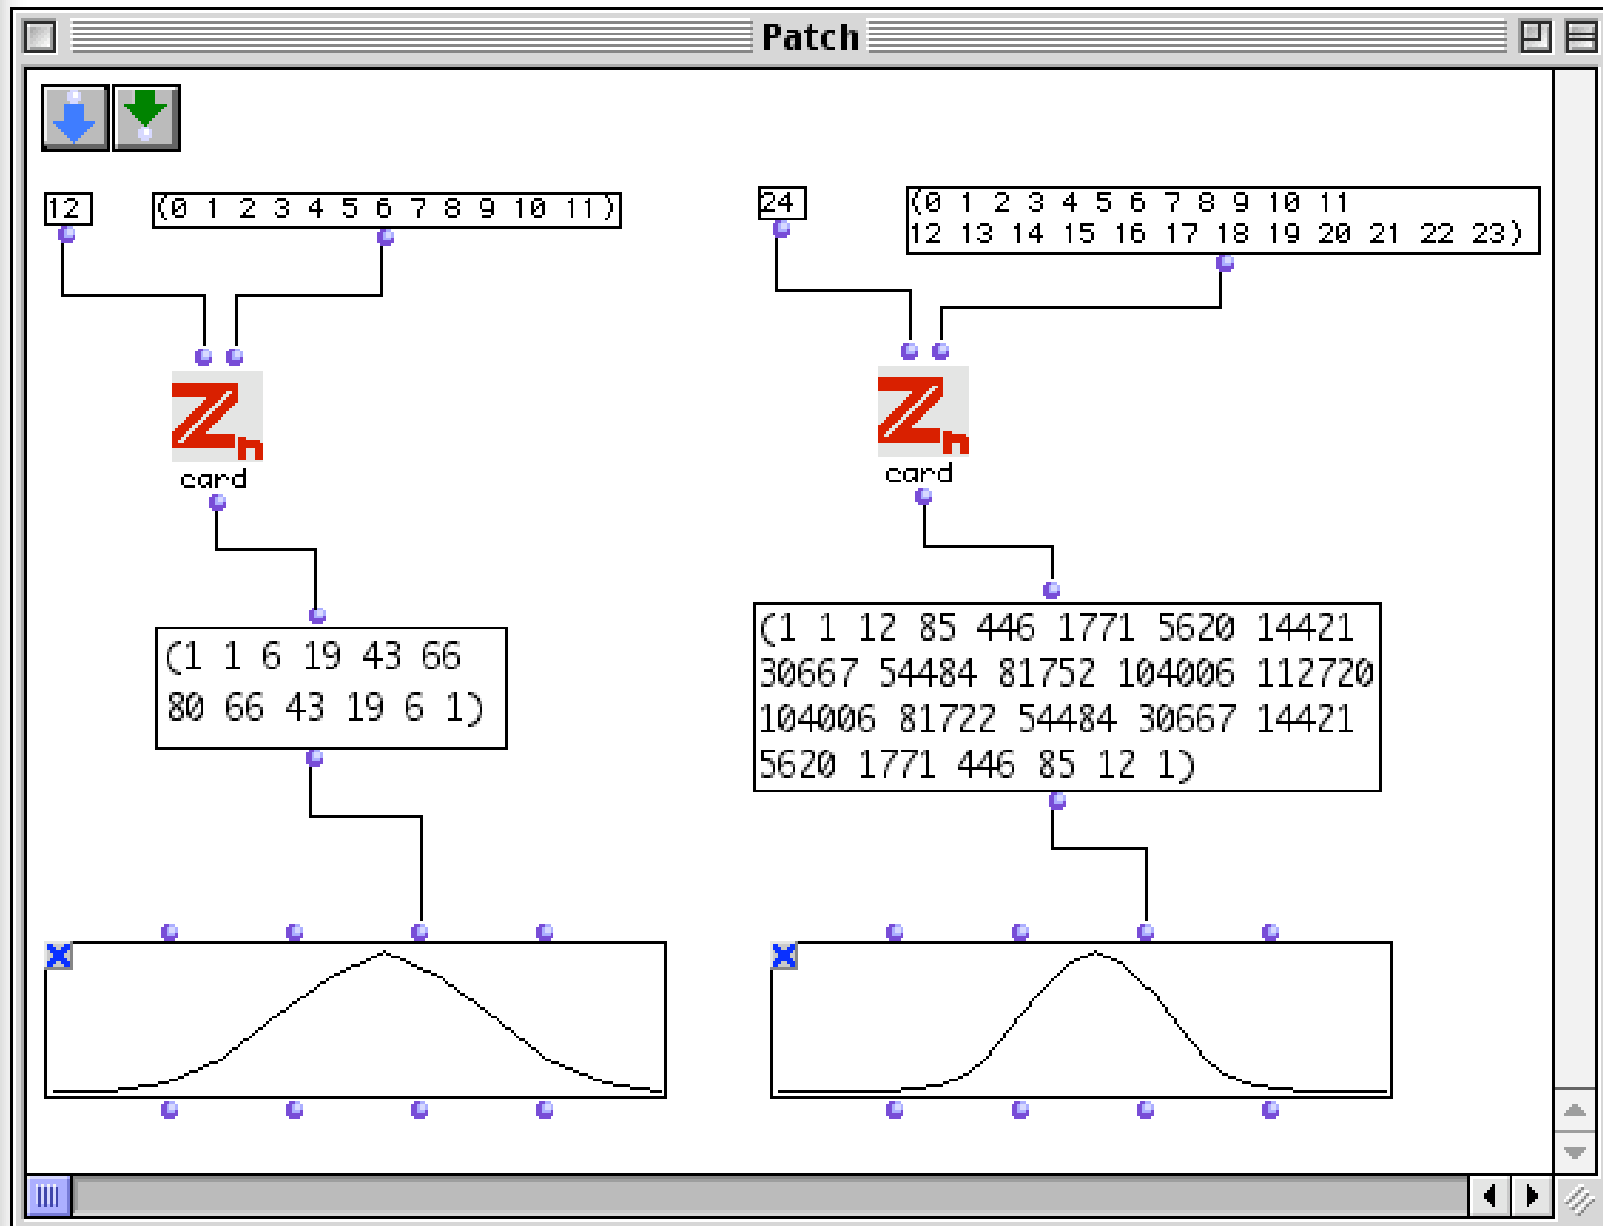 Patch
12
(0 1 2 3 4 5 6 7 8 9 10 11)
24
(0 1 2 3 4 5 6 7 8 9 10 11
12 13 14 15 16 17 18 19 20 21 22 23)
Zn
card
Zn
card
(1 1 6 19 43 66
80 66 43 19 6 1)
(1 1 12 85 446 1771 5620 14421
30667 54484 81752 104006 112720
104006 81722 54484 30667 14421
5620 1771 446 85 12 1)